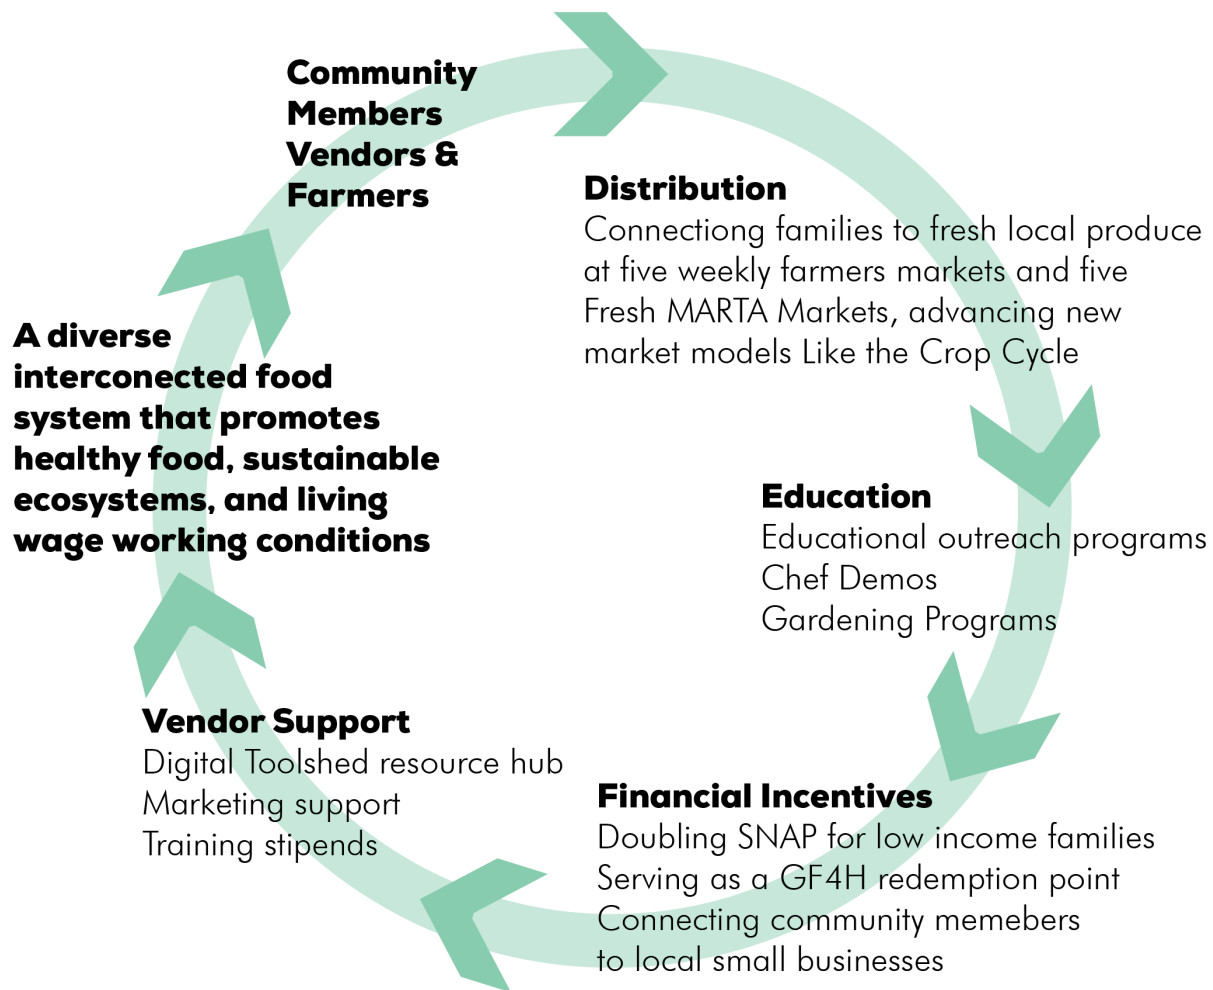 Community
Members
Vendors &
Farmers
Distribution
Connectiong families to fresh local produce
at five weekly farmers markets and five
Fresh MARTA Markets, advancing new
market models Like the Crop Cycle
Education
Educational outreach programs
Chef Demos
Gardening Programs
Financial Incentives
Doubling SNAP for low income families
Serving as a GF4H redemption point
Connecting community memebers
to local small businesses
Vendor Support
Digital Toolshed resource hub
Marketing support
Training stipends
A diverse
interconected food
system that promotes
healthy food, sustainable
ecosystems, and living
wage working conditions